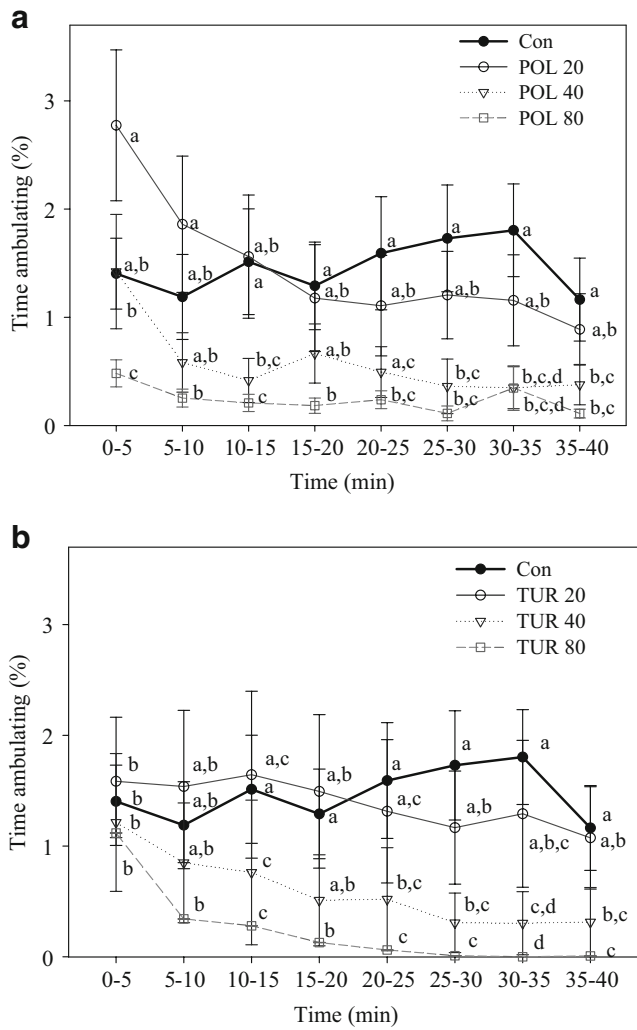 a
Con
POL 20
POL 40
POL 80
3
2
1
0
Time ambulating (%)
a
a
a,b
a
a
a
a
a
a,b
a,b
a
a,b
a,b
a,b
a,b
a,b
b
a,b
b,c
a,b
a,c
b,c
b,c,d
b,c
c
b
c
b
b,c
b,c
b,c,d
b,c
0-5 5-10 10-15 15-20 20-25 25-30 30-35 35-40
Time (min)
b
Con
TUR 20
TUR 40
TUR 80
3
2
1
0
Time ambulating (%)
b
a,b
a,c
a,b
a
a
a
a
b
a,b
a
a
a,c
a,b
a,b,c
a,b
b
a,b
c
a,b
b,c
b,c
c,d
b,c
b
b
c
b
c
c
d
c
0-5 5-10 10-15 15-20 20-25 25-30 30-35 35-40
Time (min)